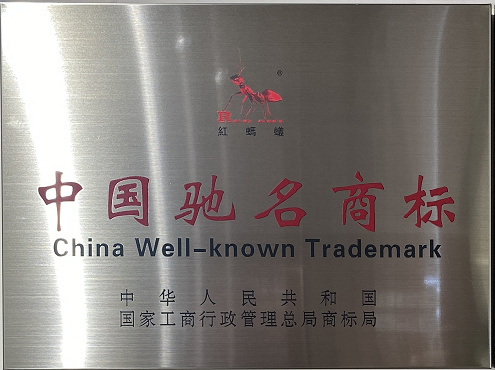 ®
紅螞蟻
中国驰名商标
China Well-known Trademark
中华人民共和国
国家工商行政管理总局商标局